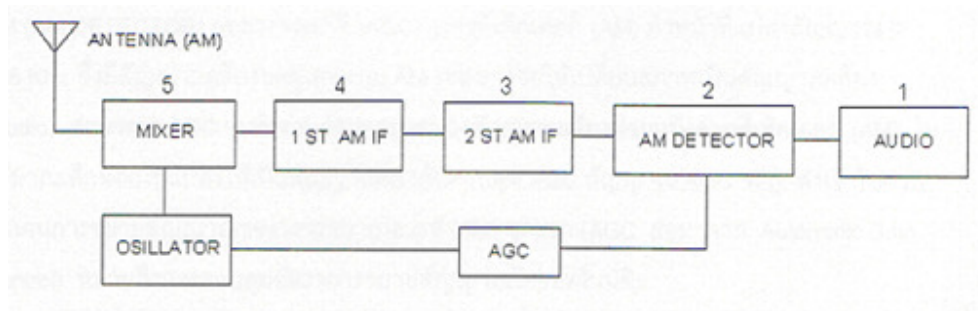 ANTENNA (AM)
5
4
3
2
1
MIXER
1 ST AM IF
2 ST AM IF
AM DETECTOR
AUDIO
OSILLATOR
AGC